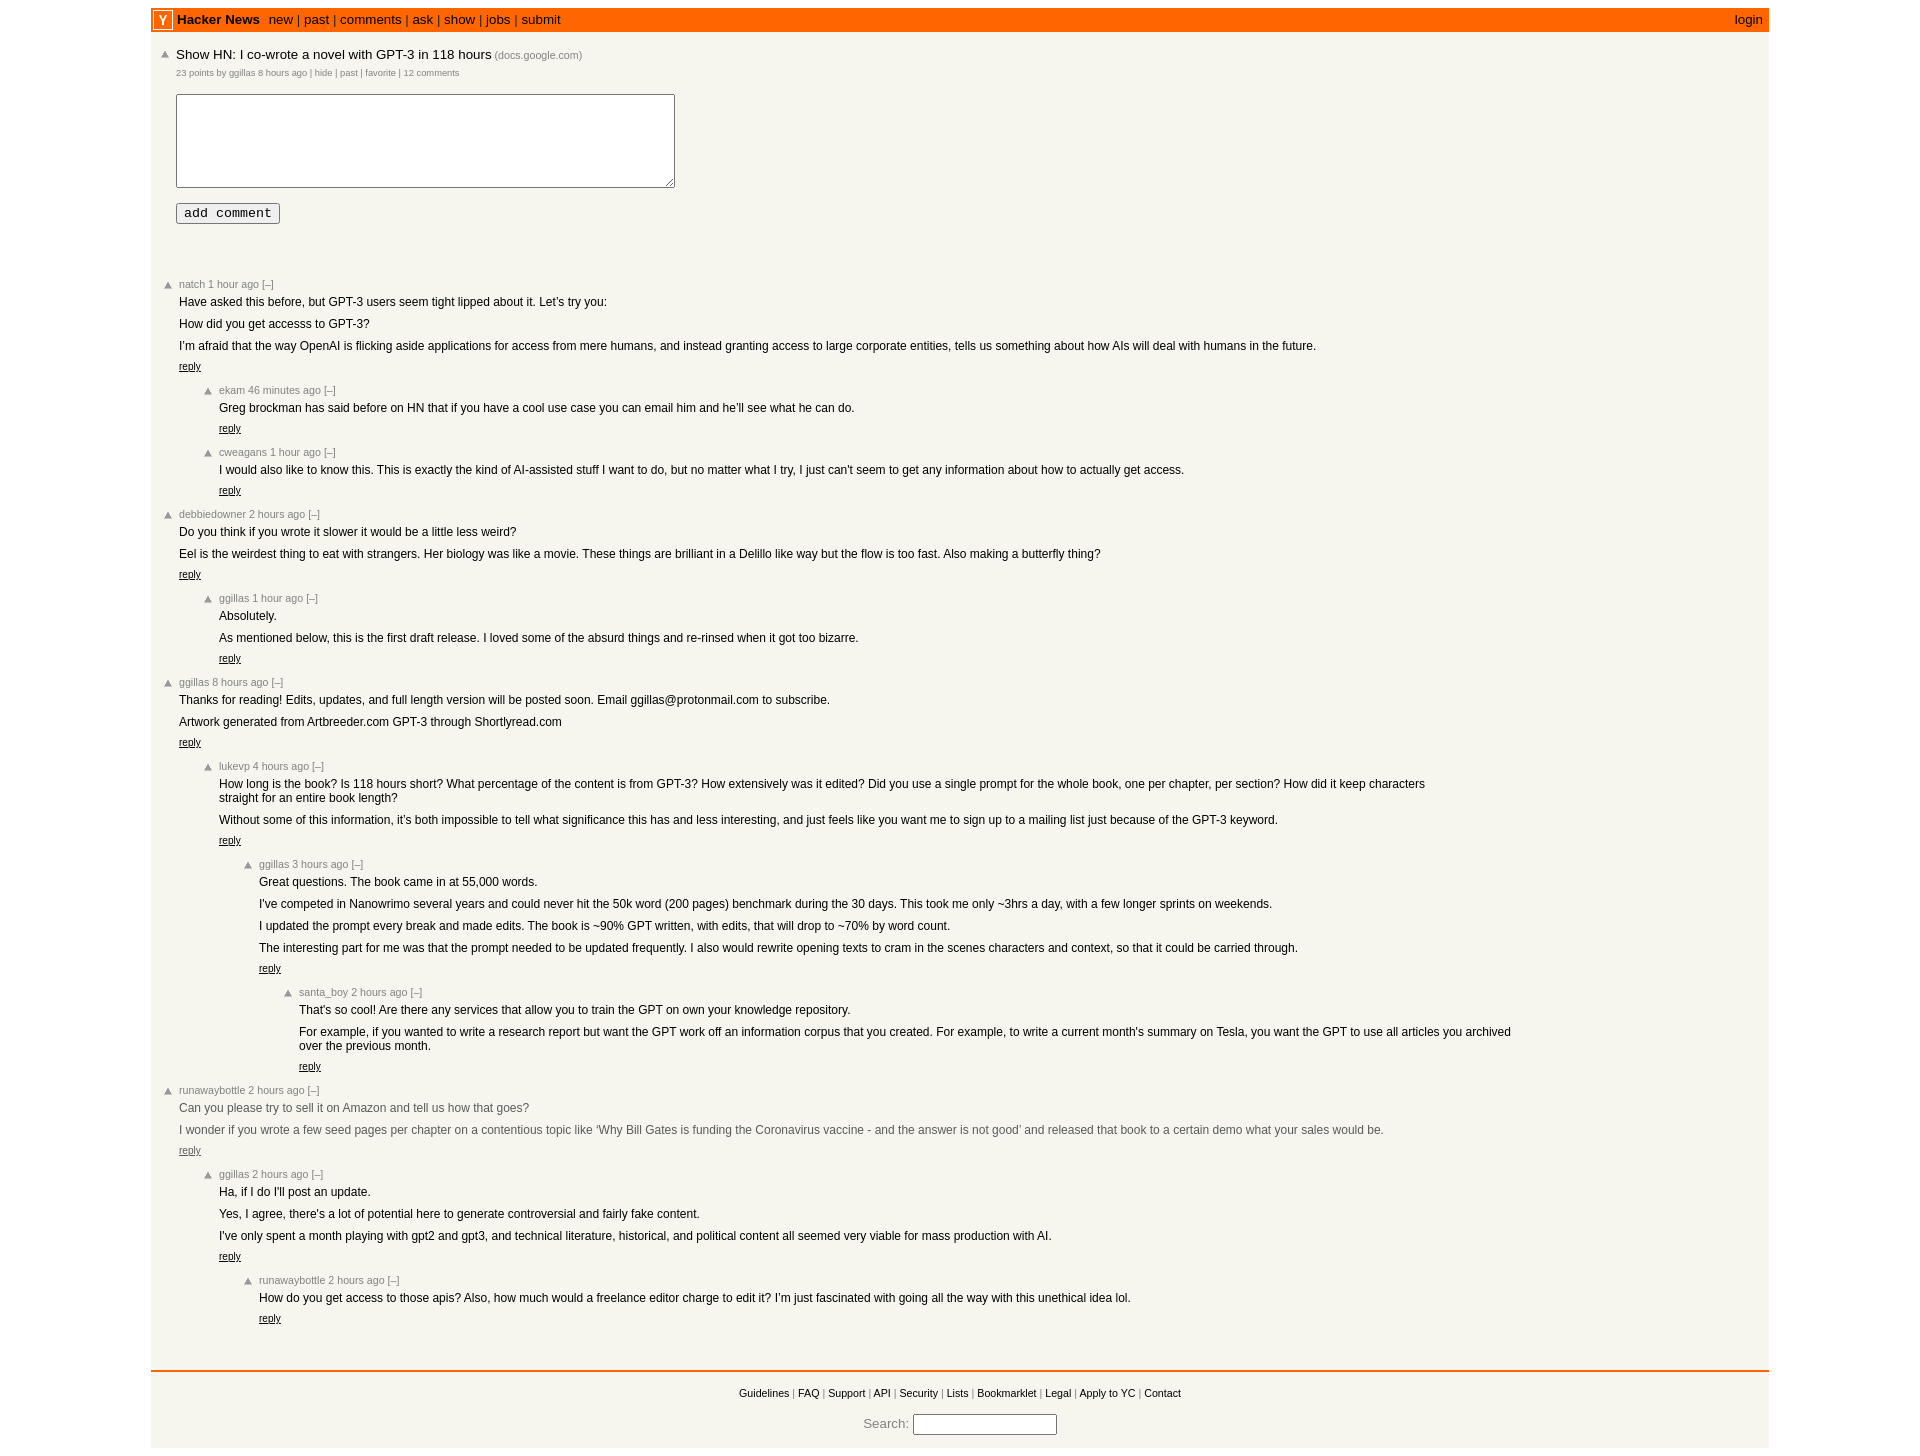 Y Hacker News new | past | comments | ask | show | jobs | submit login
Show HN: I co-wrote a novel with GPT-3 in 118 hours (docs.google.com)
23 points by ggillas 8 hours ago | hide | past | favorite | 12 comments
add comment
natch 1 hour ago [–]
Have asked this before, but GPT-3 users seem tight lipped about it. Let’s try you:
How did you get accesss to GPT-3?
I’m afraid that the way OpenAI is flicking aside applications for access from mere humans, and instead granting access to large corporate entities, tells us something about how AIs will deal with humans in the future.
reply
ekam 46 minutes ago [–]
Greg brockman has said before on HN that if you have a cool use case you can email him and he’ll see what he can do.
reply
cweagans 1 hour ago [–]
I would also like to know this. This is exactly the kind of AI-assisted stuff I want to do, but no matter what I try, I just can't seem to get any information about how to actually get access.
reply
debbiedowner 2 hours ago [–]
Do you think if you wrote it slower it would be a little less weird?
Eel is the weirdest thing to eat with strangers. Her biology was like a movie. These things are brilliant in a Delillo like way but the flow is too fast. Also making a butterfly thing?
reply
ggillas 1 hour ago [–]
Absolutely.
As mentioned below, this is the first draft release. I loved some of the absurd things and re-rinsed when it got too bizarre.
reply
ggillas 8 hours ago [–]
Thanks for reading! Edits, updates, and full length version will be posted soon. Email ggillas@protonmail.com to subscribe.
Artwork generated from Artbreeder.com GPT-3 through Shortlyread.com
reply
lukevp 4 hours ago [–]
How long is the book? Is 118 hours short? What percentage of the content is from GPT-3? How extensively was it edited? Did you use a single prompt for the whole book, one per chapter, per section? How did it keep characters
straight for an entire book length?
Without some of this information, it’s both impossible to tell what significance this has and less interesting, and just feels like you want me to sign up to a mailing list just because of the GPT-3 keyword.
reply
ggillas 3 hours ago [–]
Great questions. The book came in at 55,000 words.
I've competed in Nanowrimo several years and could never hit the 50k word (200 pages) benchmark during the 30 days. This took me only ~3hrs a day, with a few longer sprints on weekends.
I updated the prompt every break and made edits. The book is ~90% GPT written, with edits, that will drop to ~70% by word count.
The interesting part for me was that the prompt needed to be updated frequently. I also would rewrite opening texts to cram in the scenes characters and context, so that it could be carried through.
reply
santa_boy 2 hours ago [–]
That's so cool! Are there any services that allow you to train the GPT on own your knowledge repository.
For example, if you wanted to write a research report but want the GPT work off an information corpus that you created. For example, to write a current month's summary on Tesla, you want the GPT to use all articles you archived
over the previous month.
reply
runawaybottle 2 hours ago [–]
Can you please try to sell it on Amazon and tell us how that goes?
I wonder if you wrote a few seed pages per chapter on a contentious topic like ‘Why Bill Gates is funding the Coronavirus vaccine - and the answer is not good’ and released that book to a certain demo what your sales would be.
reply
ggillas 2 hours ago [–]
Ha, if I do I'll post an update.
Yes, I agree, there's a lot of potential here to generate controversial and fairly fake content.
I've only spent a month playing with gpt2 and gpt3, and technical literature, historical, and political content all seemed very viable for mass production with AI.
reply
runawaybottle 2 hours ago [–]
How do you get access to those apis? Also, how much would a freelance editor charge to edit it? I’m just fascinated with going all the way with this unethical idea lol.
reply
Guidelines | FAQ | Support | API | Security | Lists | Bookmarklet | Legal | Apply to YC | Contact
Search: